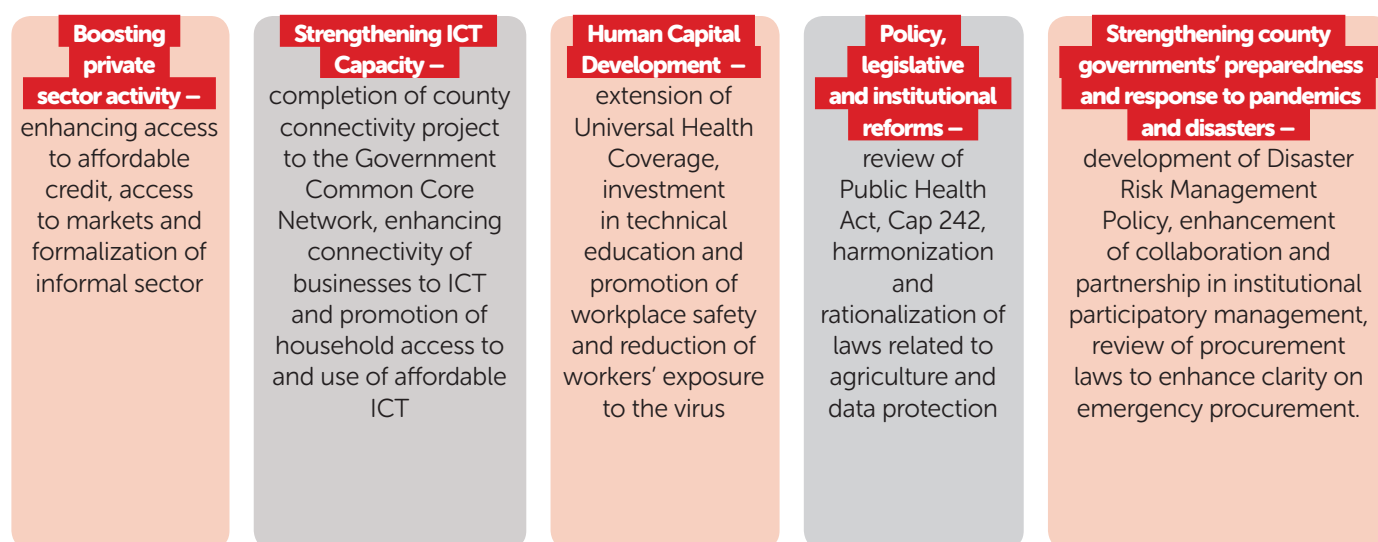 Boosting
private
sector activity –
enhancing access
to affordable
credit, access
to markets and
formalization of
informal sector
Strengthening ICT
Capacity –
completion of county
connectivity project
to the Government
Common Core
Network, enhancing
connectivity of
businesses to ICT
and promotion of
household access to
and use of affordable
ICT
Human Capital
Development –
extension of
Universal Health
Coverage,
investment
in technical
education and
promotion of
workplace safety
and reduction of
workers’ exposure
to the virus
Policy,
legislative
and institutional
reforms –
review of
Public Health
Act, Cap 242,
harmonization
and
rationalization of
laws related to
agriculture and
data protection
Strengthening county
governments’ preparedness
and response to pandemics
and disasters –
development of Disaster
Risk Management
Policy, enhancement
of collaboration and
partnership in institutional
participatory management,
review of procurement
laws to enhance clarity on
emergency procurement.